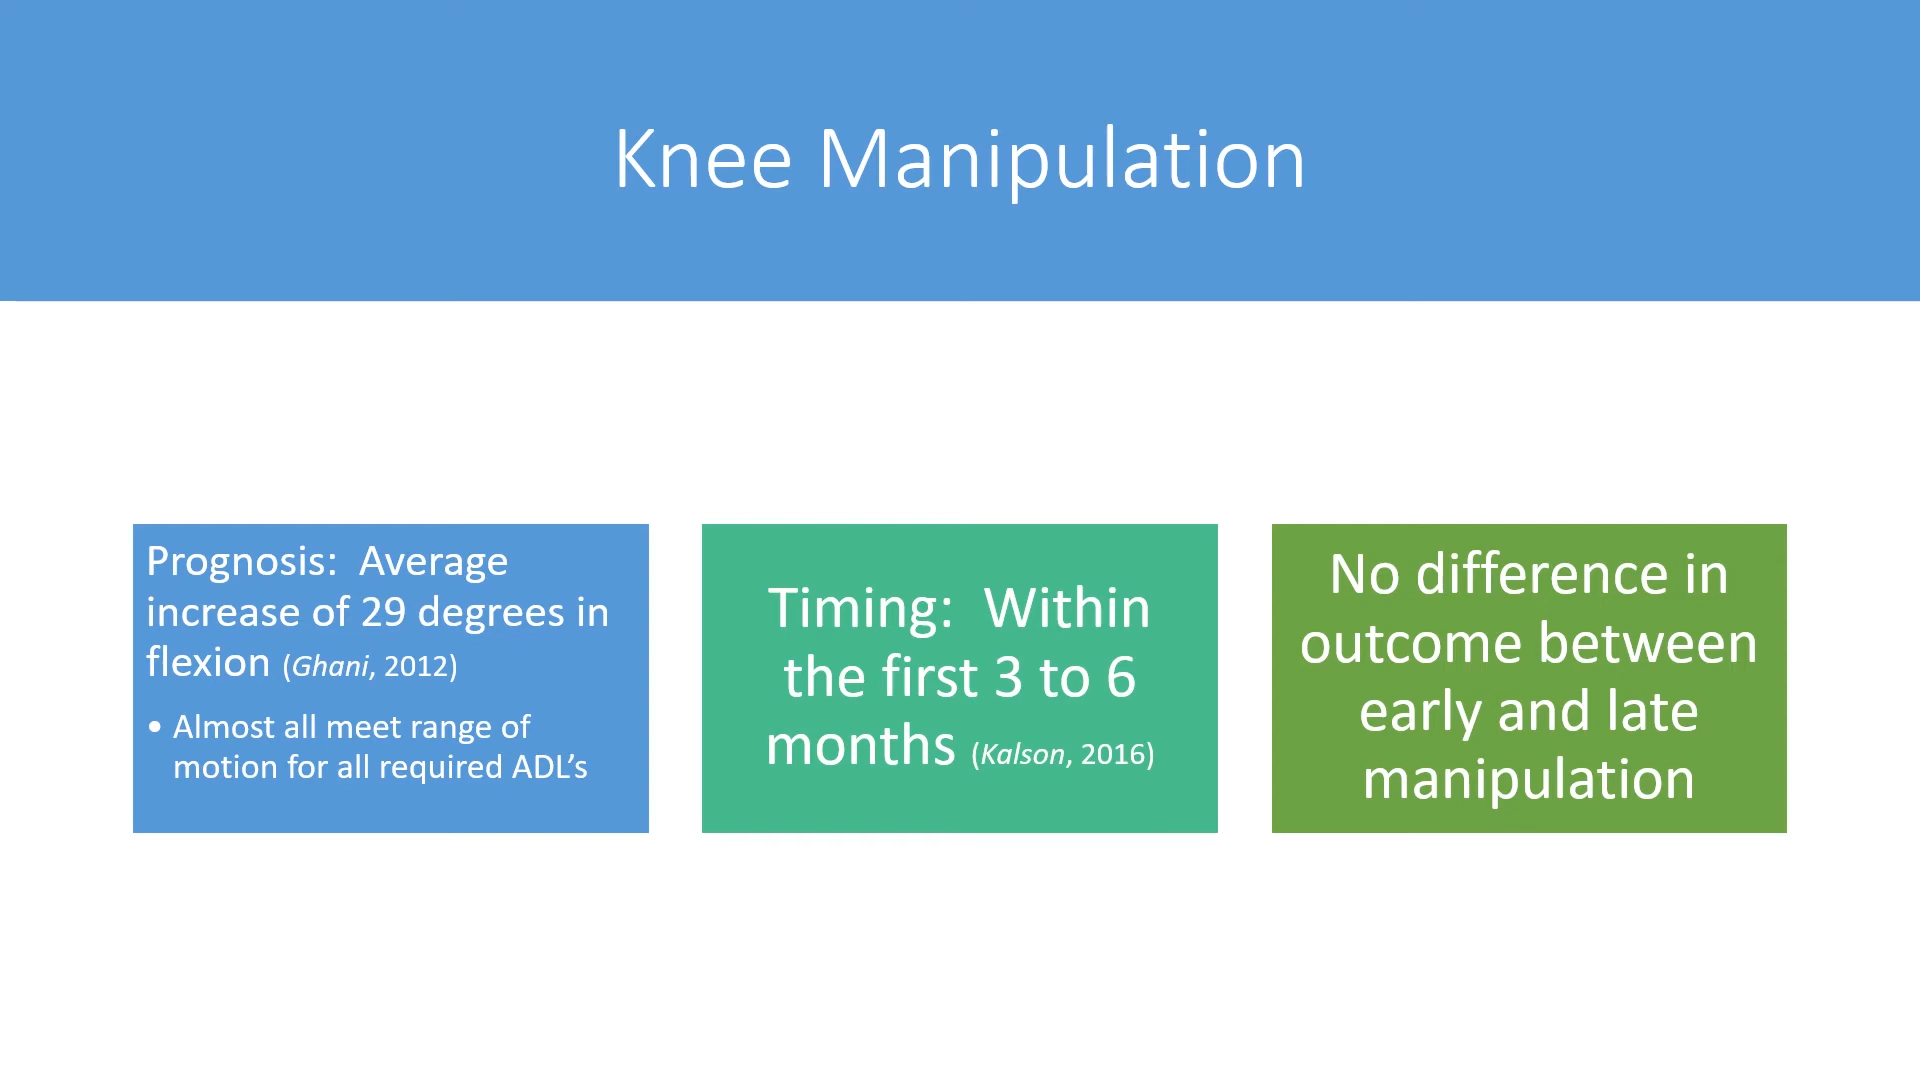 Knee Manipulation
Prognosis:  Average
increase of 29 degrees in
flexion (Ghani, 2012)
• Almost all meet range of
motion for all required ADL’s
Timing:  Within
the first 3 to 6
months (Kalson, 2016)
No difference in
outcome between
early and late
manipulation